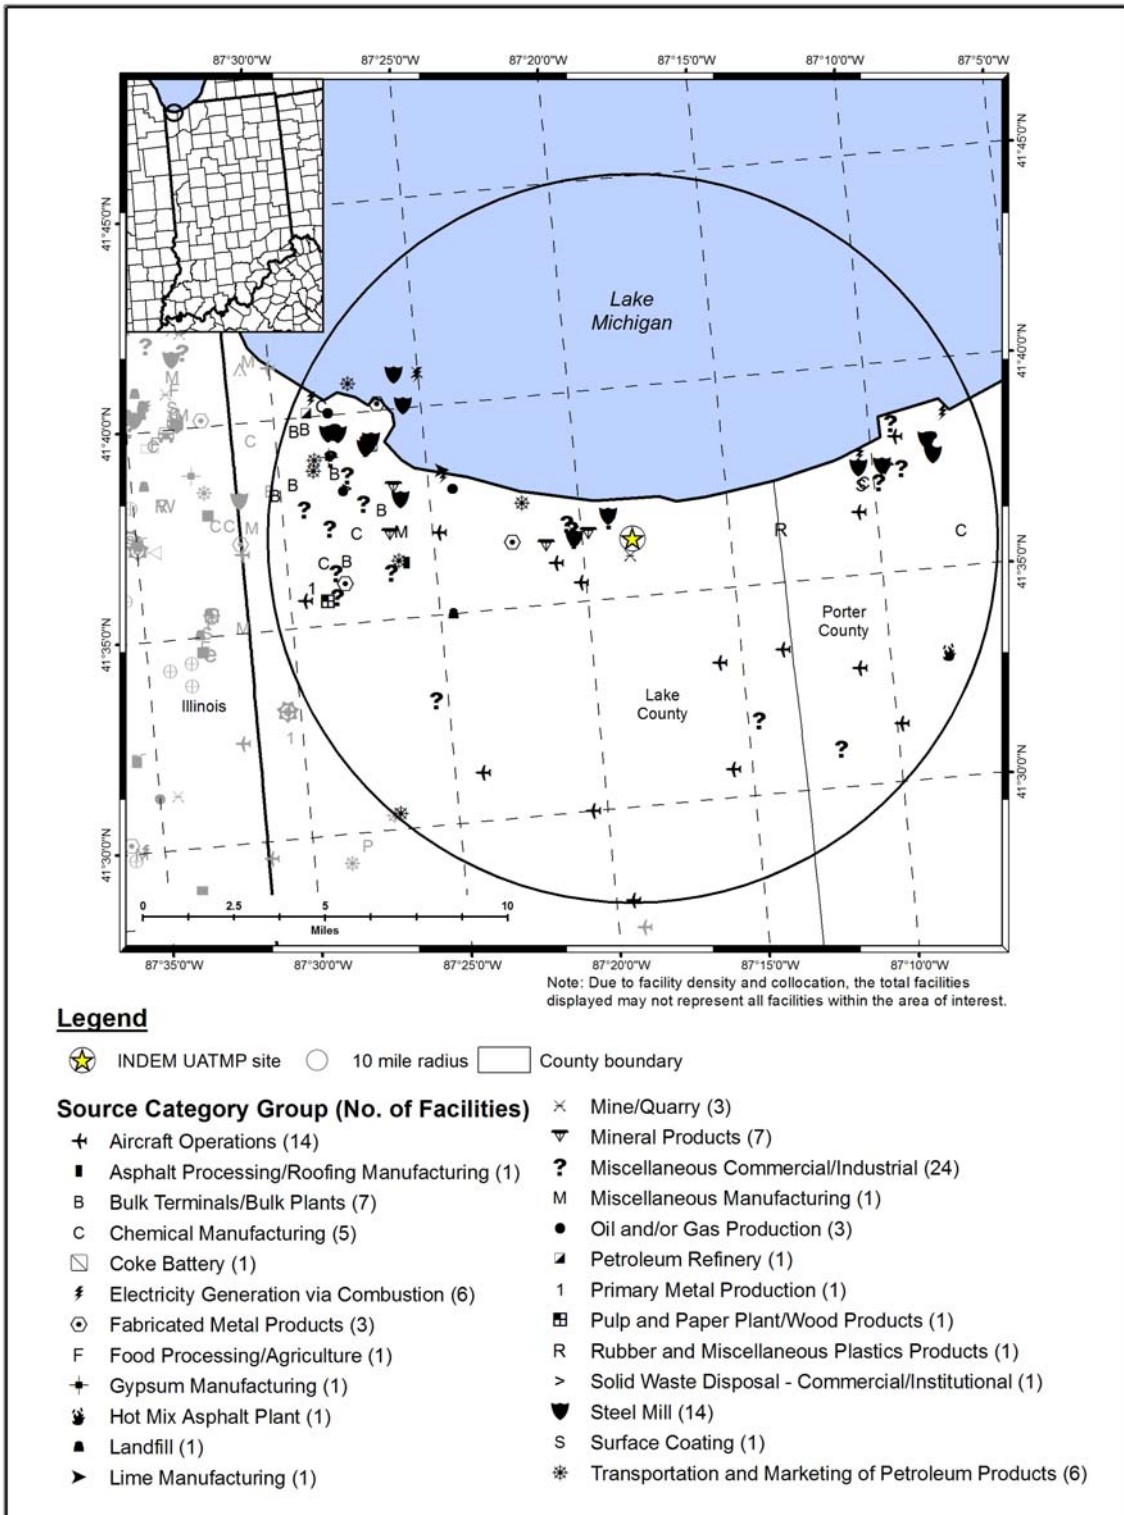 87°30'0"W 87°25'0"W 87°20'0"W 87°15'0"W 87°10'0"W 87°5'0"W
41°45'0"N
41°45'0"N
Lake
Michigan
41°40'0"N
41°40'0"N
41°35'0"N
Porter
County
41°35'0"N
Illinois
Lake
County
41°30'0"N
41°30'0"N
0 2.5 5 10
Miles
87°35'0"W 87°30'0"W 87°25'0"W 87°20'0"W 87°15'0"W 87°10'0"W
Note: Due to facility density and collocation, the total facilities
displayed may not represent all facilities within the area of interest.
Legend
INDEM UATMP site 10 mile radius County boundary
Source Category Group (No. of Facilities)
Aircraft Operations (14)
Asphalt Processing/Roofing Manufacturing (1)
B Bulk Terminals/Bulk Plants (7)
C Chemical Manufacturing (5)
Coke Battery (1)
Electricity Generation via Combustion (6)
Fabricated Metal Products (3)
F Food Processing/Agriculture (1)
Gypsum Manufacturing (1)
Hot Mix Asphalt Plant (1)
Landfill (1)
Lime Manufacturing (1)
Mine/Quarry (3)
Mineral Products (7)
? Miscellaneous Commercial/Industrial (24)
M Miscellaneous Manufacturing (1)
Oil and/or Gas Production (3)
Petroleum Refinery (1)
1 Primary Metal Production (1)
Pulp and Paper Plant/Wood Products (1)
R Rubber and Miscellaneous Plastics Products (1)
> Solid Waste Disposal - Commercial/Institutional (1)
Steel Mill (14)
S Surface Coating (1)
Transportation and Marketing of Petroleum Products (6)